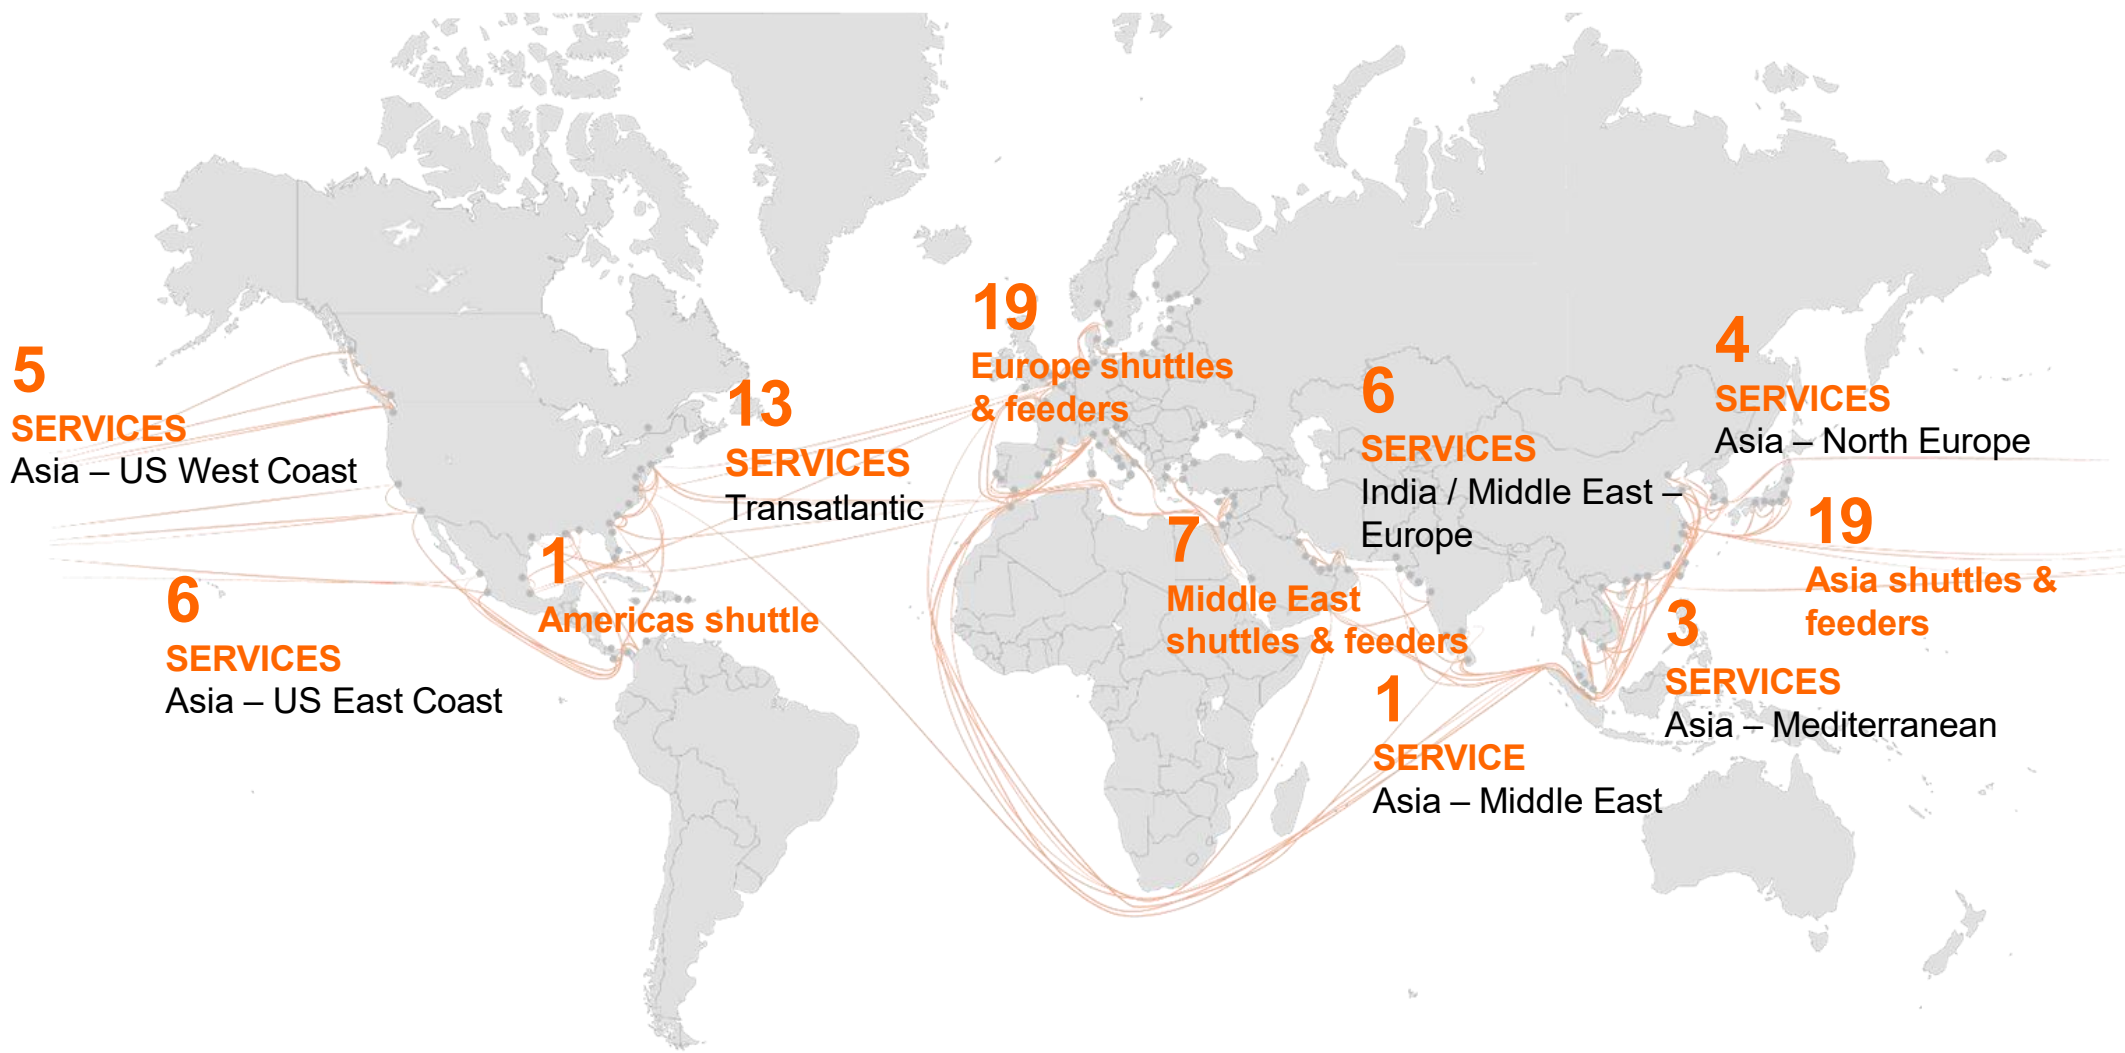 5
SERVICES
Asia – US West Coast
6
SERVICES
Asia – US East Coast
1
Americas shuttle
13
SERVICES
Transatlantic
19
Europe shuttles
& feeders
7
Middle East
shuttles & feeders
6
SERVICES
India / Middle East –
Europe
1
SERVICE
Asia – Middle East
4
SERVICES
Asia – North Europe
19
Asia shuttles &
feeders
3
SERVICES
Asia – Mediterranean